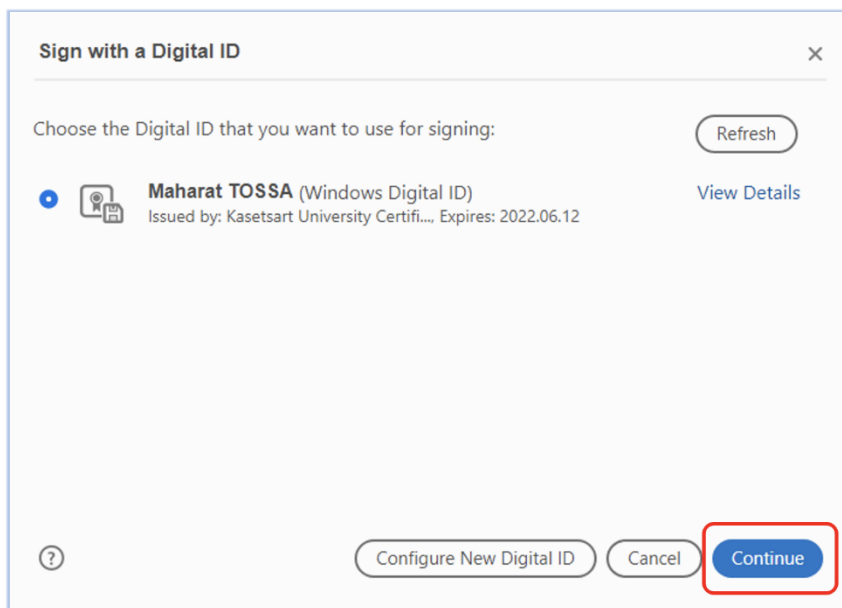 Sign with a Digital ID
Choose the Digital ID that you want to use for signing:
Refresh
Maharat TOSSA (Windows Digital ID)
View Details
Issued by: Kasetsart University Certifi..., Expires: 2022.06.12
Configure New Digital ID
Cancel
Continue